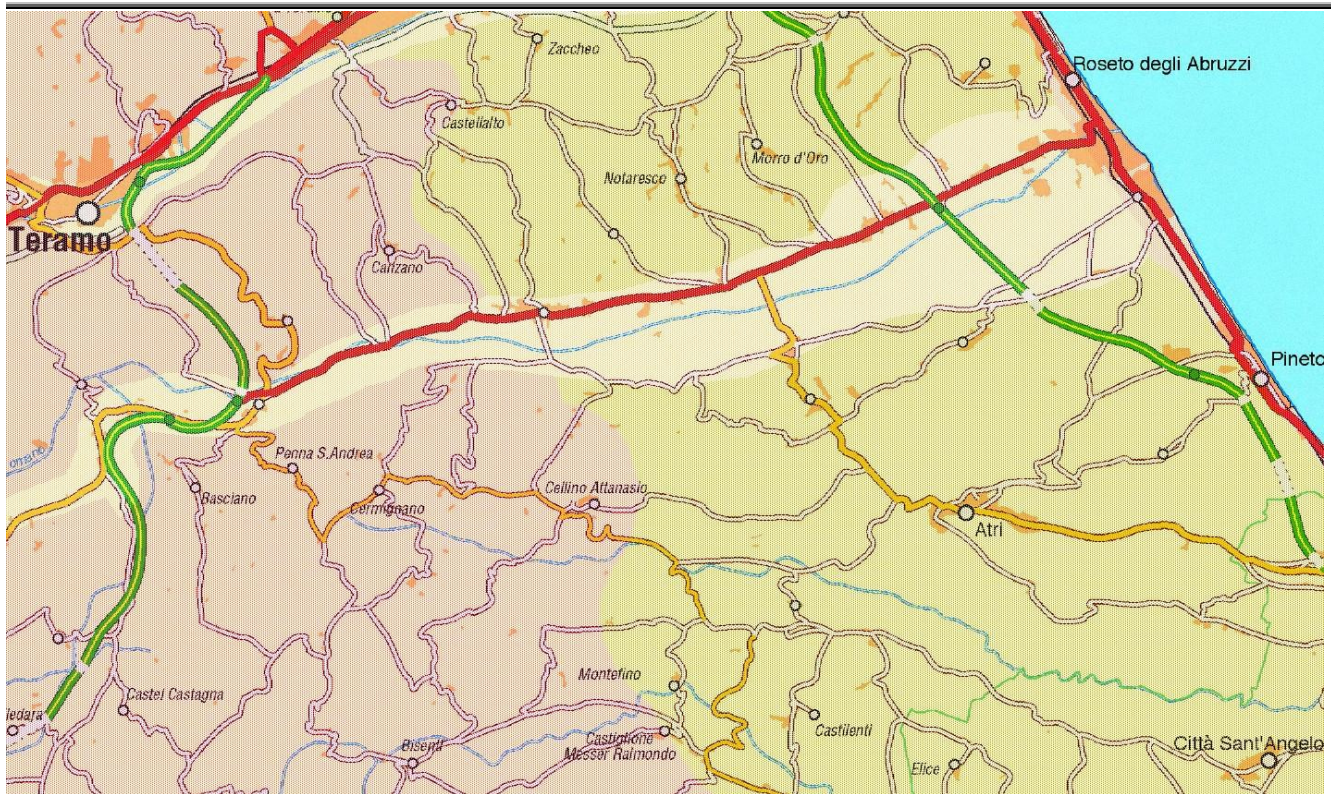 Zaccheo
Roseto degli Abruzzi
Castellalto
Morro d'Oro
Notaresco
Teramo
Canzano
Pineto
Penna S.Andrea
Basciano
Cermignano
Cellino Attanasio
Atri
Montefino
Castel Castagna
Castilenti
Castiglione
Messer Raimondo
Bisenti
Elice
Città Sant'Angelo